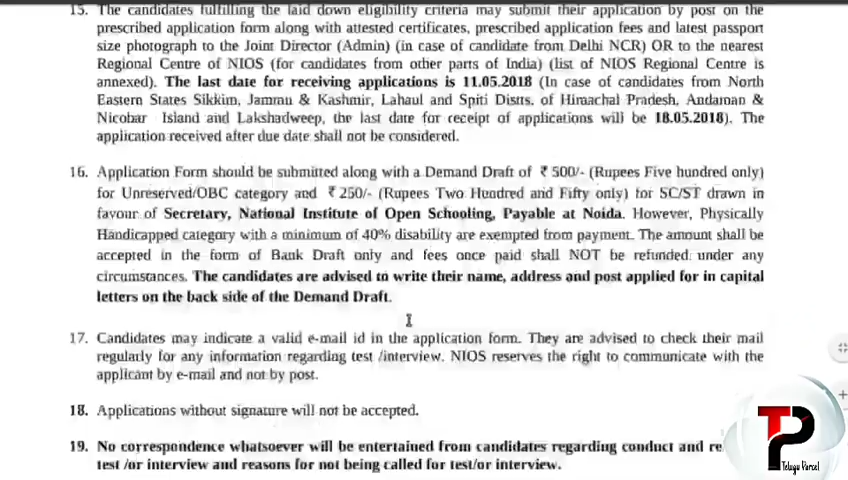 15. The candidates fulfilling the laid down eligibility criteria may submit their application by post on the
prescribed application form along with attested certificates, prescribed application fees and latest passport
size photograph to the Joint Director (Admin) (in case of candidate from Delhi NCR) OR to the nearest
Regional Centre of NIOS (for candidates from other parts of India) (list of NIOS Regional Centre is
annexed). The last date for receiving applications is 11.05.2018 (In case of candidates from North
Eastern States Sikkim, Jammu & Kashmir, Lahaul and Spiti Distts. of Himachal Pradesh, Andaman &
Nicobar Island and Lakshadweep, the last date for receipt of applications will be 18.05.2018). The
application received after due date shall not be considered.
16. Application Form should be submitted along with a Demand Draft of ₹ 500/- (Rupees Five hundred only)
for Unreserved/OBC category and ₹ 250/- (Rupees Two Hundred and Fifty only) for SC/ST drawn in
favour of Secretary, National Institute of Open Schooling, Payable at Noida. However, Physically
Handicapped category with a minimum of 40% disability are exempted from payment. The amount shall be
accepted in the form of Bank Draft only and fees once paid shall NOT be refunded under any
circumstances. The candidates are advised to write their name, address and post applied for in capital
letters on the back side of the Demand Draft.
17. Candidates may indicate a valid e-mail id in the application form. They are advised to check their mail
regularly for any information regarding test /interview. NIOS reserves the right to communicate with the
applicant by e-mail and not by post.
18. Applications without signature will not be accepted.
19. No correspondence whatsoever will be entertained from candidates regarding conduct and re
test /or interview and reasons for not being called for test/or interview.
TP
Telugu Parcel